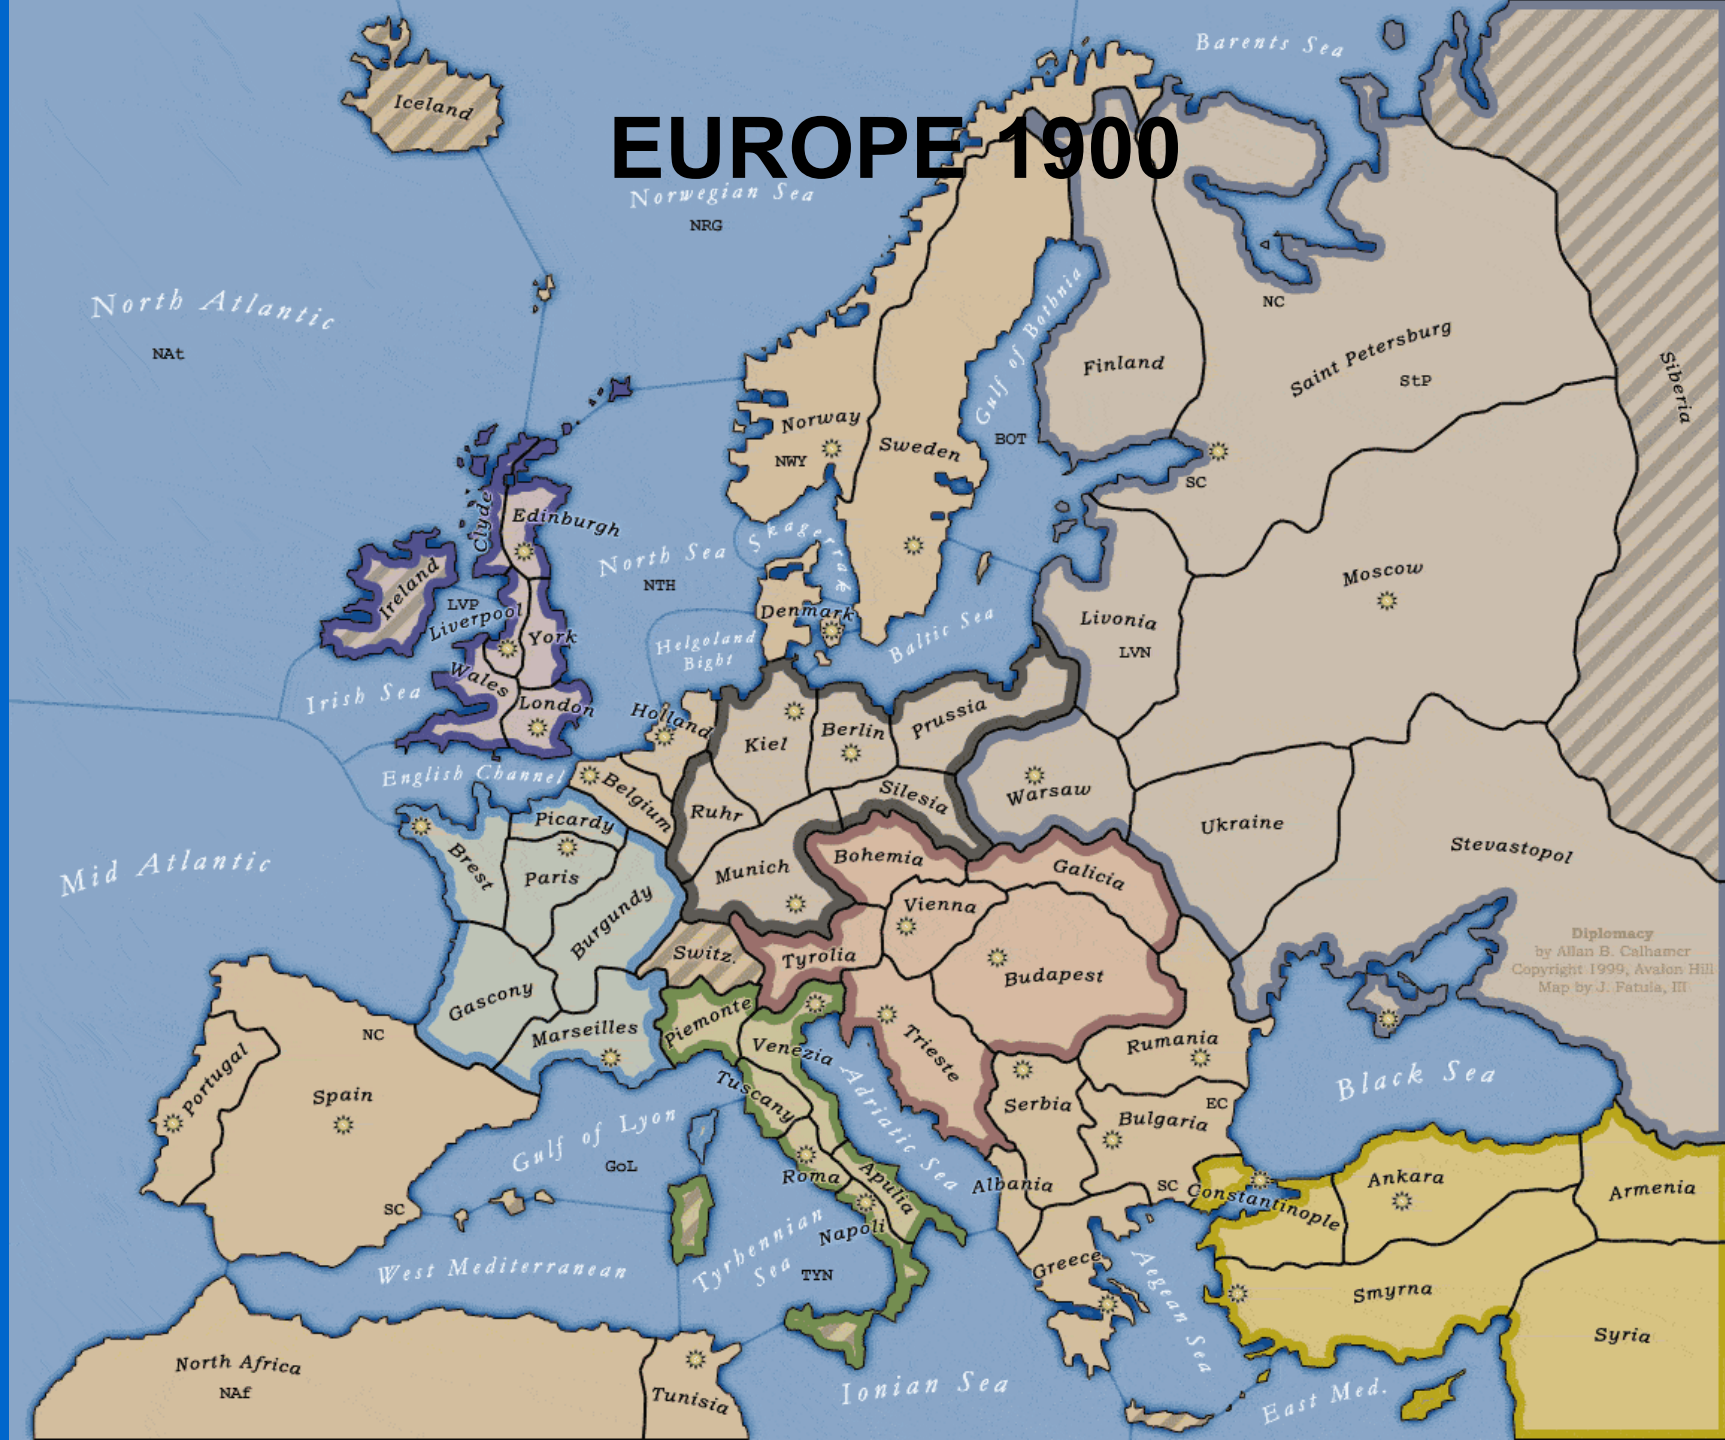 Barents Sea
Iceland
EUROPE 1900
Norwegian Sea
NRG
North Atlantic
NAt
NC
Gulf of Bothnia
Finland
Saint Petersburg
StP
Siberia
Norway
NWY
Sweden
BOT
SC
Clyde
Edinburgh
Skagerrak
North Sea
NTH
Moscow
Ireland
LVP
Liverpool
York
Denmark
Baltic Sea
Livonia
LVN
Helgoland
Bight
Wales
Irish Sea
London
Holland
Kiel
Berlin
Prussia
English Channel
Belgium
Warsaw
Silesia
Ruhr
Ukraine
Picardy
Brest
Paris
Munich
Bohemia
Galicia
Stevastopol
Mid Atlantic
Burgundy
Vienna
Switz.
Tyrolia
Budapest
Diplomacy
by Allan B. Calhamer
Copyright 1999, Avalon Hill
Map by J. Fatula, III
Gascony
Marseilles
Piemonte
Venezia
Trieste
Rumania
NC
Portugal
Spain
Tuscany
Adriatic Sea
Serbia
Bulgaria
EC
Black Sea
Gulf of Lyon
GoL
Roma
Apulia
Albania
SC
Constantinople
Ankara
Armenia
SC
Napoli
Tyrhennian
Sea
TYN
West Mediterranean
Greece
Aegean Sea
Smyrna
Syria
North Africa
NAf
Tunisia
Ionian Sea
East Med.